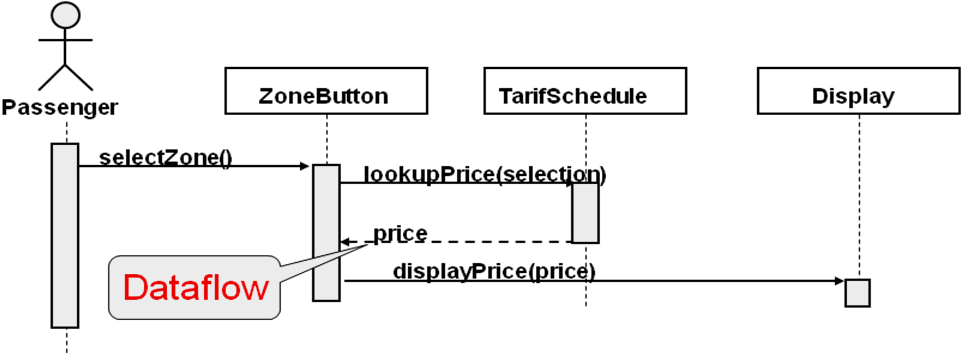 Passenger
ZoneButton
TarifSchedule
Display
selectZone()
lookupPrice(selection)
price
displayPrice(price)
Dataflow